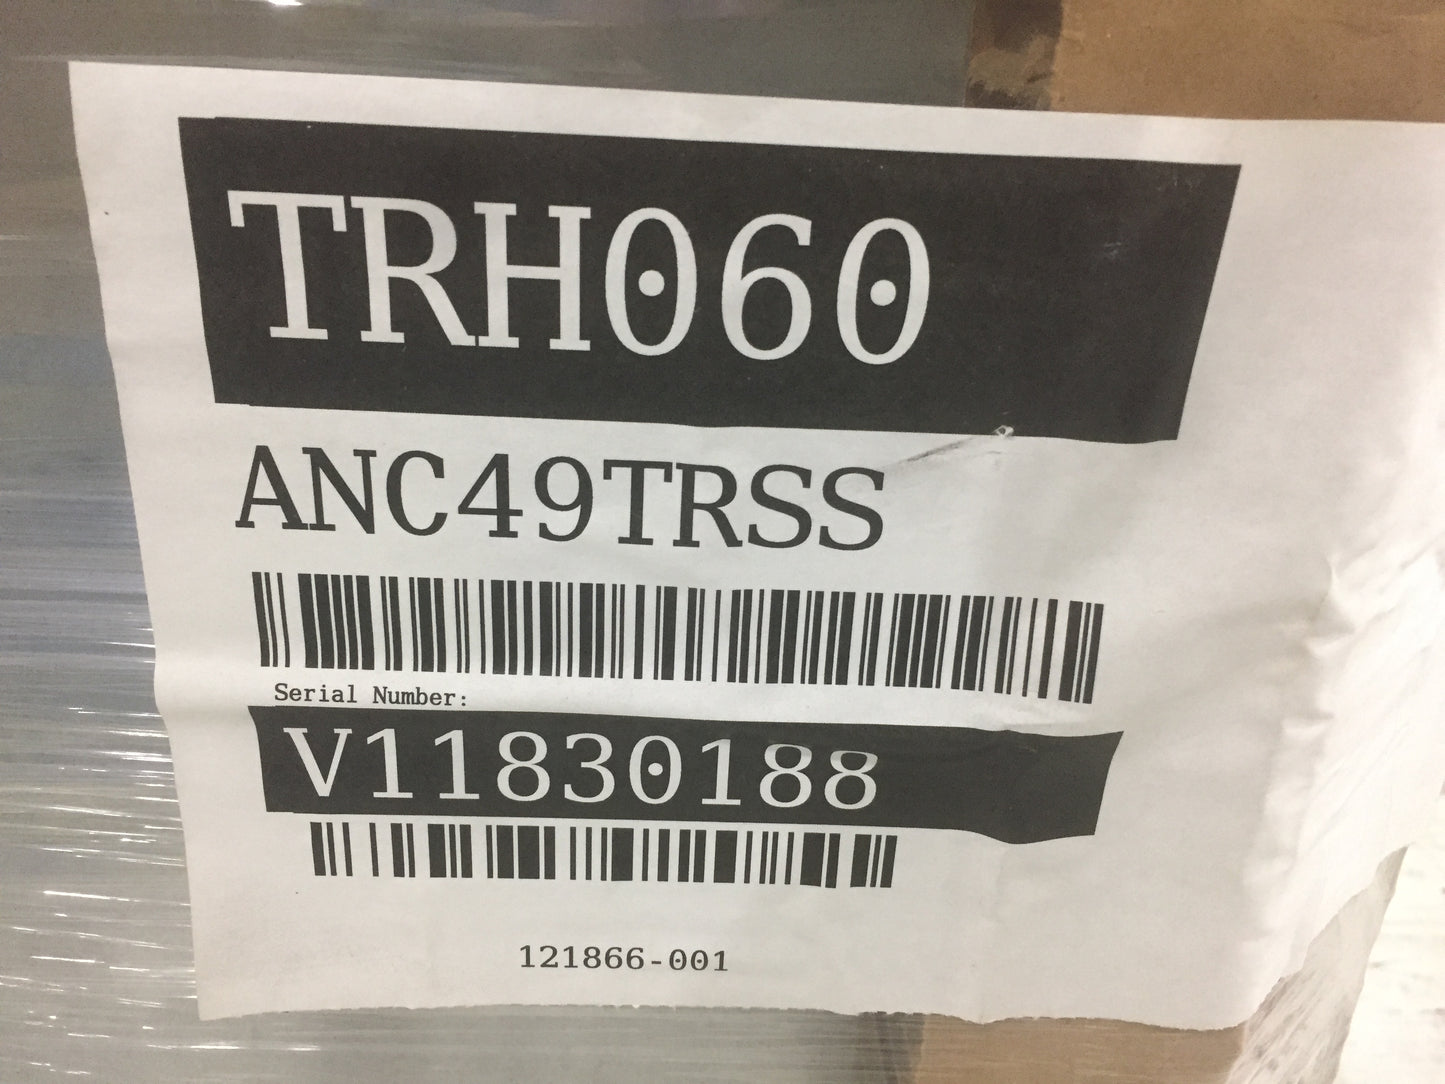 TRH060
ANC49TRSS
Serial Number:
V11830188
121866-001